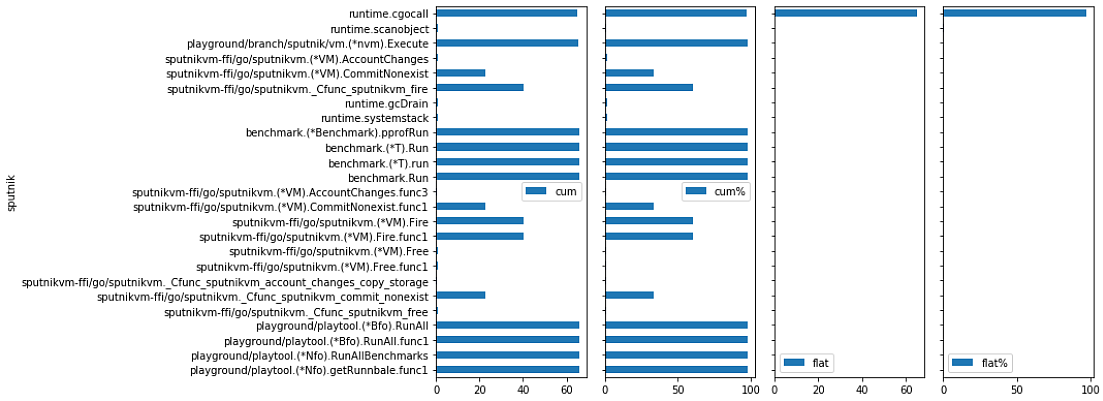 runtime.cgocall
runtime.scanobject
playground/branch/sputnik/vm.(*nvm).Execute
sputnikvm-ffi/go/sputnikvm.(*VM).AccountChanges
sputnikvm-ffi/go/sputnikvm.(*VM).CommitNonexist
sputnikvm-ffi/go/sputnikvm._Cfunc_sputnikvm_fire
runtime.gcDrain
runtime.systemstack
benchmark.(*Benchmark).pprofRun
benchmark.(*T).Run
benchmark.(*T).run
benchmark.Run
sputnikvm-ffi/go/sputnikvm.(*VM).AccountChanges.func3
sputnikvm-ffi/go/sputnikvm.(*VM).CommitNonexist.func1
sputnikvm-ffi/go/sputnikvm.(*VM).Fire
sputnikvm-ffi/go/sputnikvm.(*VM).Fire.func1
sputnikvm-ffi/go/sputnikvm.(*VM).Free
sputnikvm-ffi/go/sputnikvm.(*VM).Free.func1
sputnikvm-ffi/go/sputnikvm._Cfunc_sputnikvm_account_changes_copy_storage
sputnikvm-ffi/go/sputnikvm._Cfunc_sputnikvm_commit_nonexist
sputnikvm-ffi/go/sputnikvm._Cfunc_sputnikvm_free
playground/playtool.(*Bfo).RunAll
playground/playtool.(*Bfo).RunAll.func1
playground/playtool.(*Nfo).RunAllBenchmarks
playground/playtool.(*Nfo).getRunnbale.func1
sputnik
cum
cum%
flat
flat%
0 20 40 60
0 50 100
0 20 40 60
0 50 100